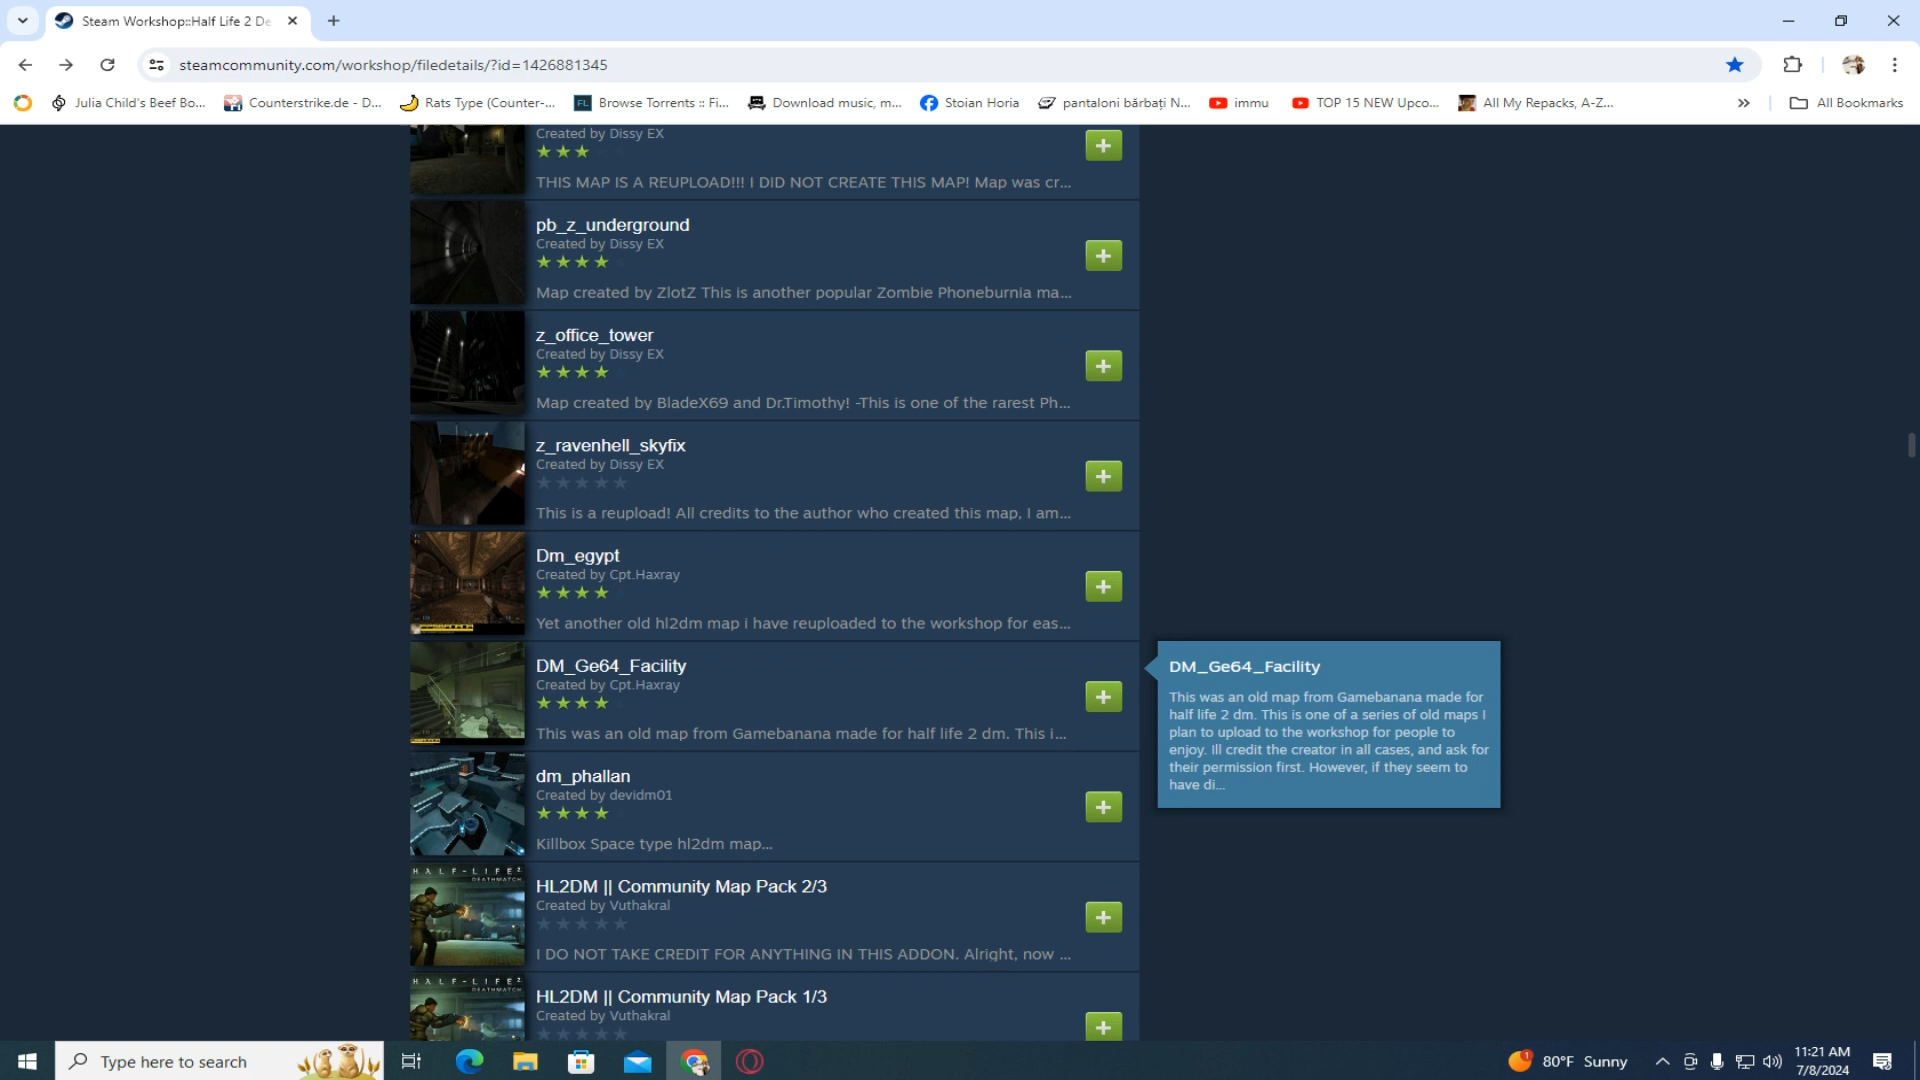 Steam Workshop::Half Life 2 De
steamcommunity.com/workshop/filedetails/?id=1426881345
Julia Child's Beef Bo...
Counterstrike.de - D...
Rats Type (Counter-...
FL
Browse Torrents :: Fi...
Download music, m...
Stoian Horia
pantaloni bărbați N...
immu
TOP 15 NEW Upco...
All My Repacks, A-Z...
»
All Bookmarks
Created by Dissy EX
THIS MAP IS A REUPLOAD!!! I DID NOT CREATE THIS MAP! Map was cr...
pb_z_underground
Created by Dissy EX
Map created by ZlotZ This is another popular Zombie Phoneburnia ma...
z_office_tower
Created by Dissy EX
Map created by BladeX69 and Dr.Timothy! -This is one of the rarest Ph...
z_ravenhell_skyfix
Created by Dissy EX
This is a reupload! All credits to the author who created this map, I am...
Dm_egypt
Created by Cpt.Haxray
Yet another old hl2dm map i have reuploaded to the workshop for eas...
DM_Ge64_Facility
Created by Cpt.Haxray
This was an old map from Gamebanana made for half life 2 dm. This i...
DM_Ge64_Facility
This was an old map from Gamebanana made for
half life 2 dm. This is one of a series of old maps I
plan to upload to the workshop for people to
enjoy. Ill credit the creator in all cases, and ask for
their permission first. However, if they seem to
have di...
dm_phallan
Created by devidm01
Killbox Space type hl2dm map...
HALF-LIFE 2
DEATHMATCH
HL2DM || Community Map Pack 2/3
Created by Vuthakral
I DO NOT TAKE CREDIT FOR ANYTHING IN THIS ADDON. Alright, now ...
HALF-LIFE 2
DEATHMATCH
HL2DM || Community Map Pack 1/3
Created by Vuthakral
Type here to search
1
80°F Sunny
11:21 AM
7/8/2024